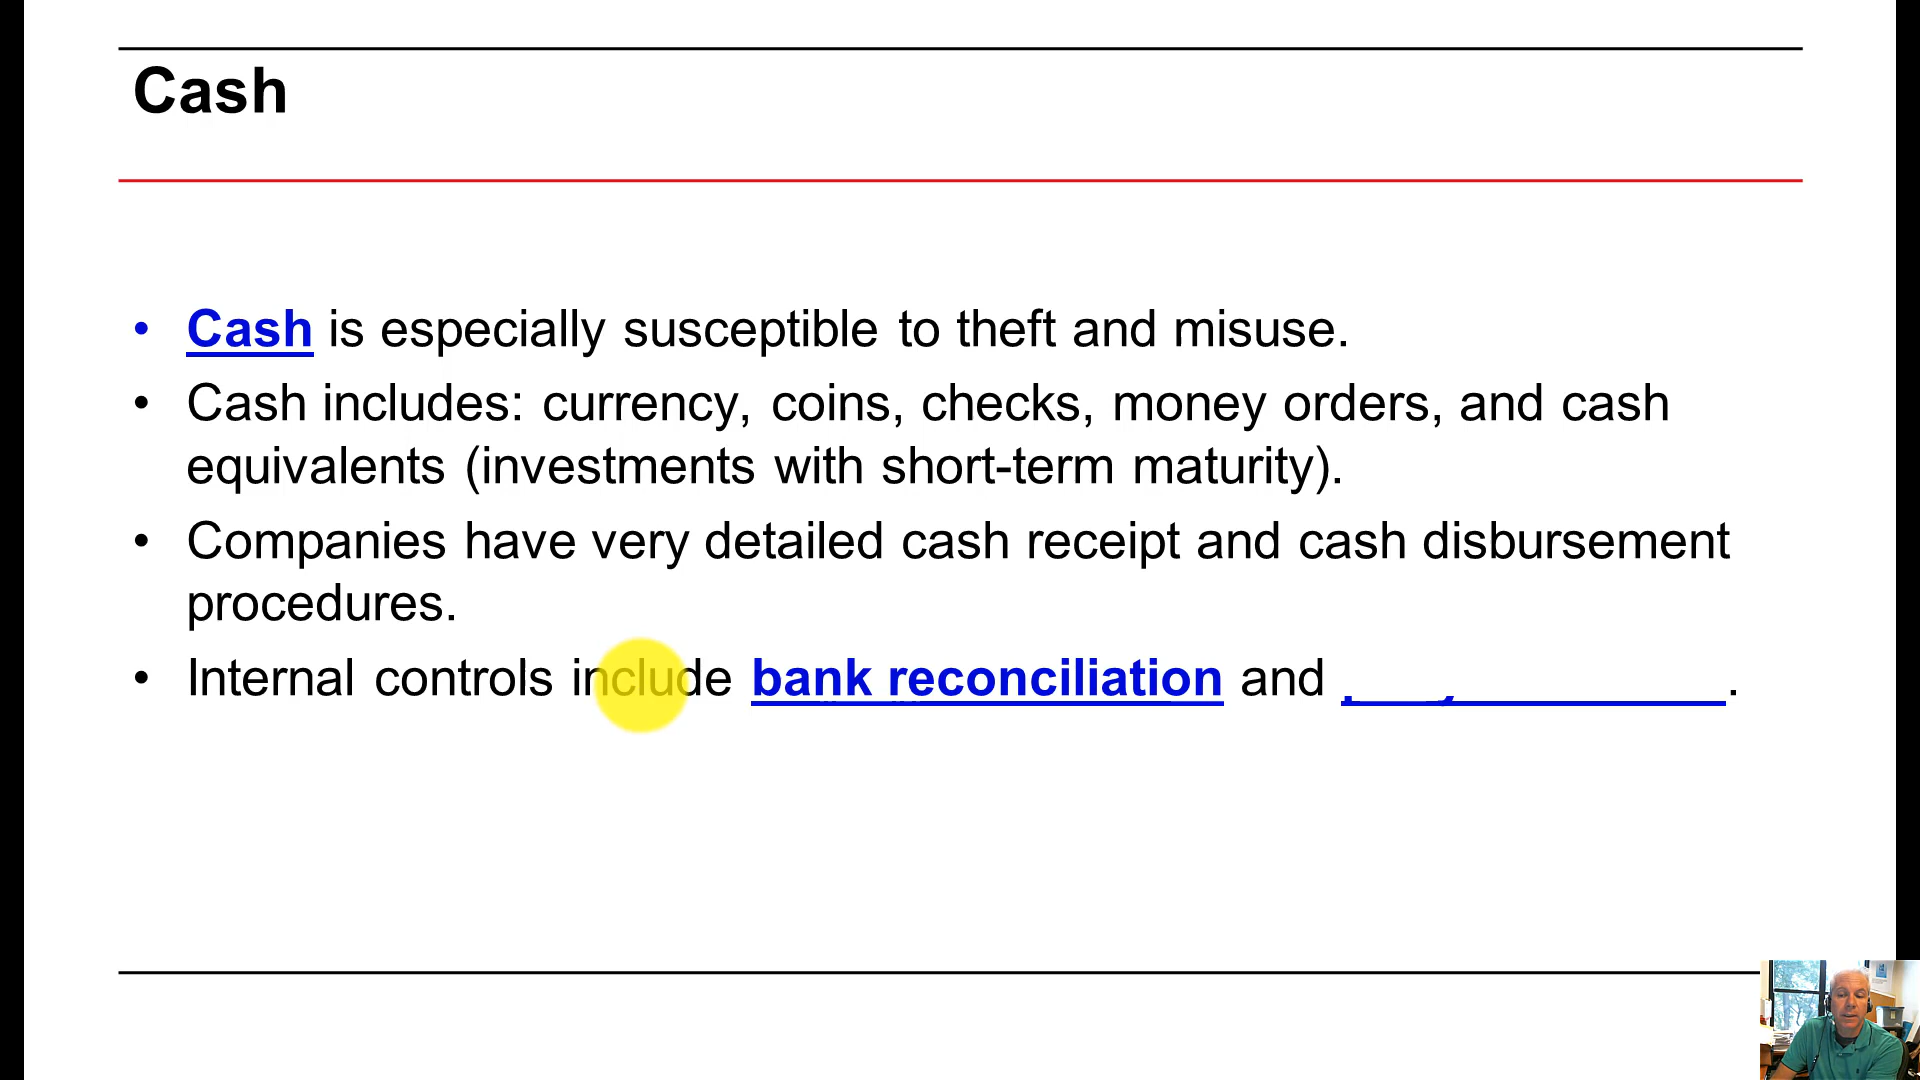 Cash
• Cash is especially susceptible to theft and misuse.
• Cash includes: currency, coins, checks, money orders, and cash
equivalents (investments with short-term maturity).
• Companies have very detailed cash receipt and cash disbursement
procedures.
• Internal controls include bank reconciliation and .